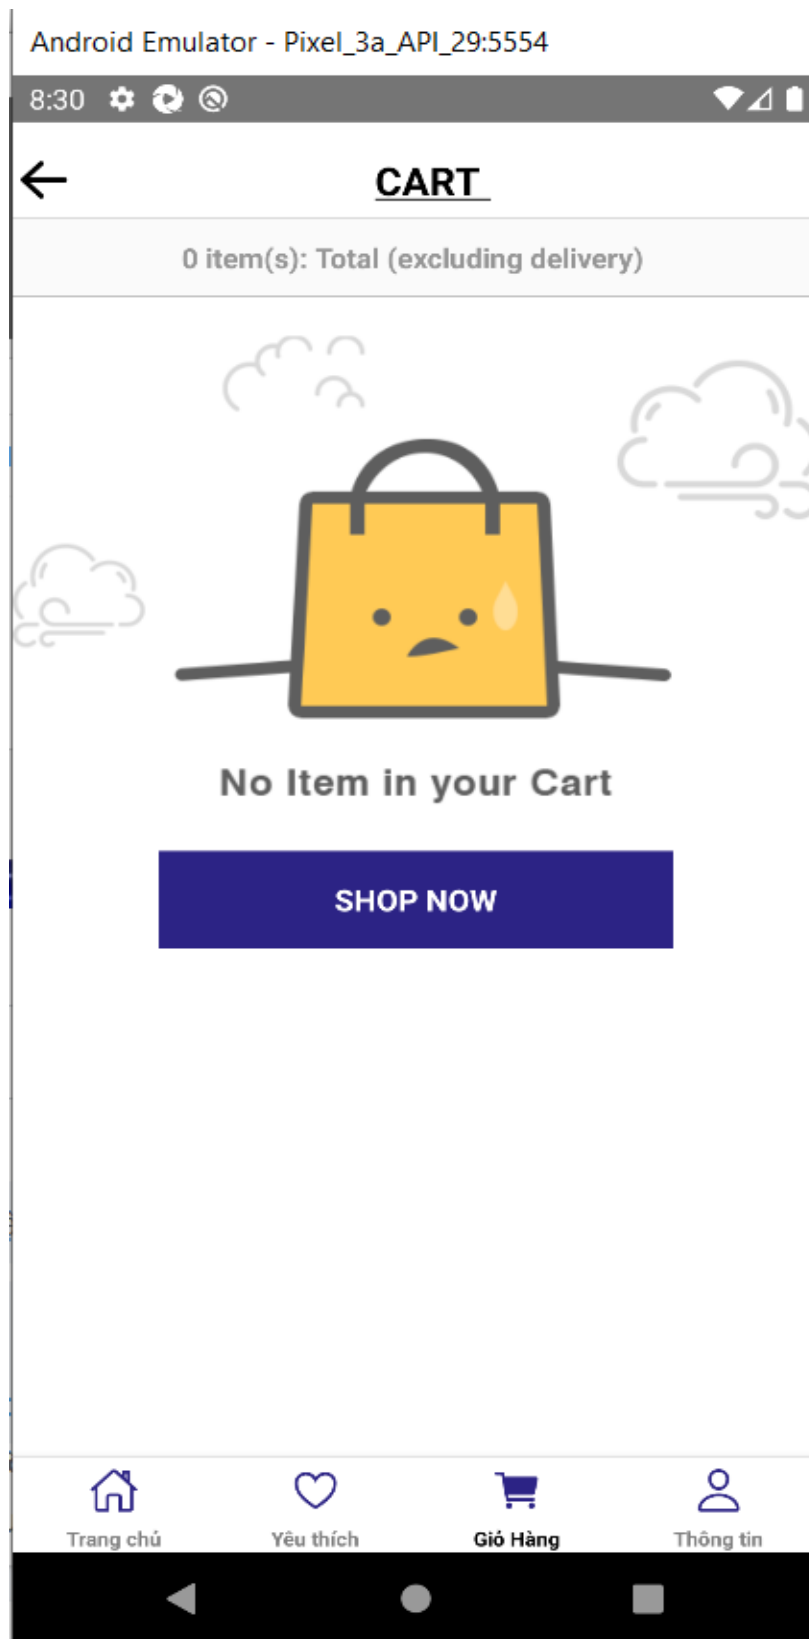 Android Emulator - Pixel_3a_API_29:5554
8:30
CART
0 item(s): Total (excluding delivery)
No Item in your Cart
SHOP NOW
Trang chủ
Yêu thích
Giỏ Hàng
Thông tin